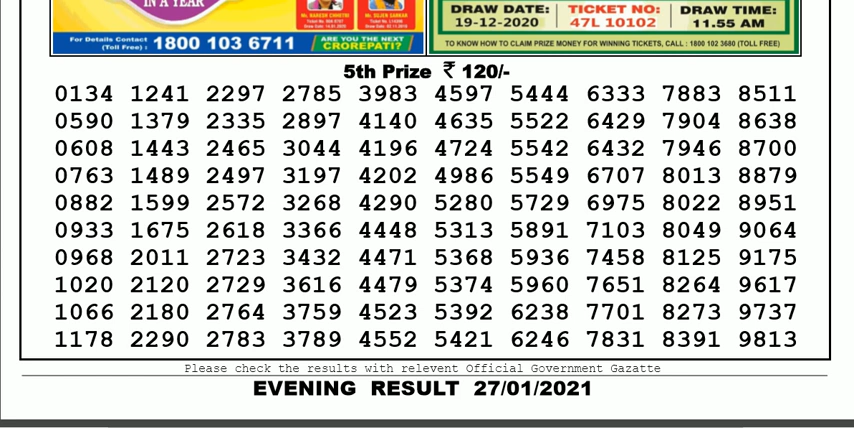 IN A YEAR
Mr. RAKESH CHHETRI
Mr. SUJEN SARKAR
For Details Contact
(Toll Free) : 1800 103 6711
ARE YOU THE NEXT
CROREPATI?
DRAW DATE:
19-12-2020
TICKET NO:
47L 10102
DRAW TIME:
11.55 AM
TO KNOW HOW TO CLAIM PRIZE MONEY FOR WINNING TICKETS, CALL : 1800 102 3680 (TOLL FREE)
5th Prize ₹ 120/-
0134 1241 2297 2785 3983 4597 5444 6333 7883 8511
0590 1379 2335 2897 4140 4635 5522 6429 7904 8638
0608 1443 2465 3044 4196 4724 5542 6432 7946 8700
0763 1489 2497 3197 4202 4986 5549 6707 8013 8879
0882 1599 2572 3268 4290 5280 5729 6975 8022 8951
0933 1675 2618 3366 4448 5313 5891 7103 8049 9064
0968 2011 2723 3432 4471 5368 5936 7458 8125 9175
1020 2120 2729 3616 4479 5374 5960 7651 8264 9617
1066 2180 2764 3759 4523 5392 6238 7701 8273 9737
1178 2290 2783 3789 4552 5421 6246 7831 8391 9813
Please check the results with relevent Official Government Gazatte
EVENING RESULT 27/01/2021